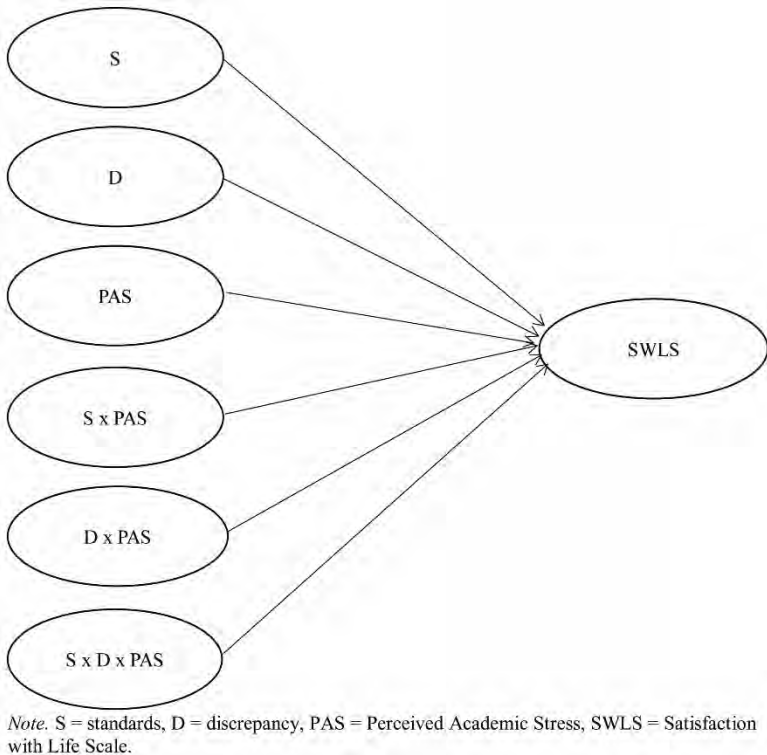 S
D
PAS
SWLS
S x PAS
D x PAS
S x D x PAS
Note. S = standards, D = discrepancy, PAS = Perceived Academic Stress, SWLS = Satisfaction
with Life Scale.